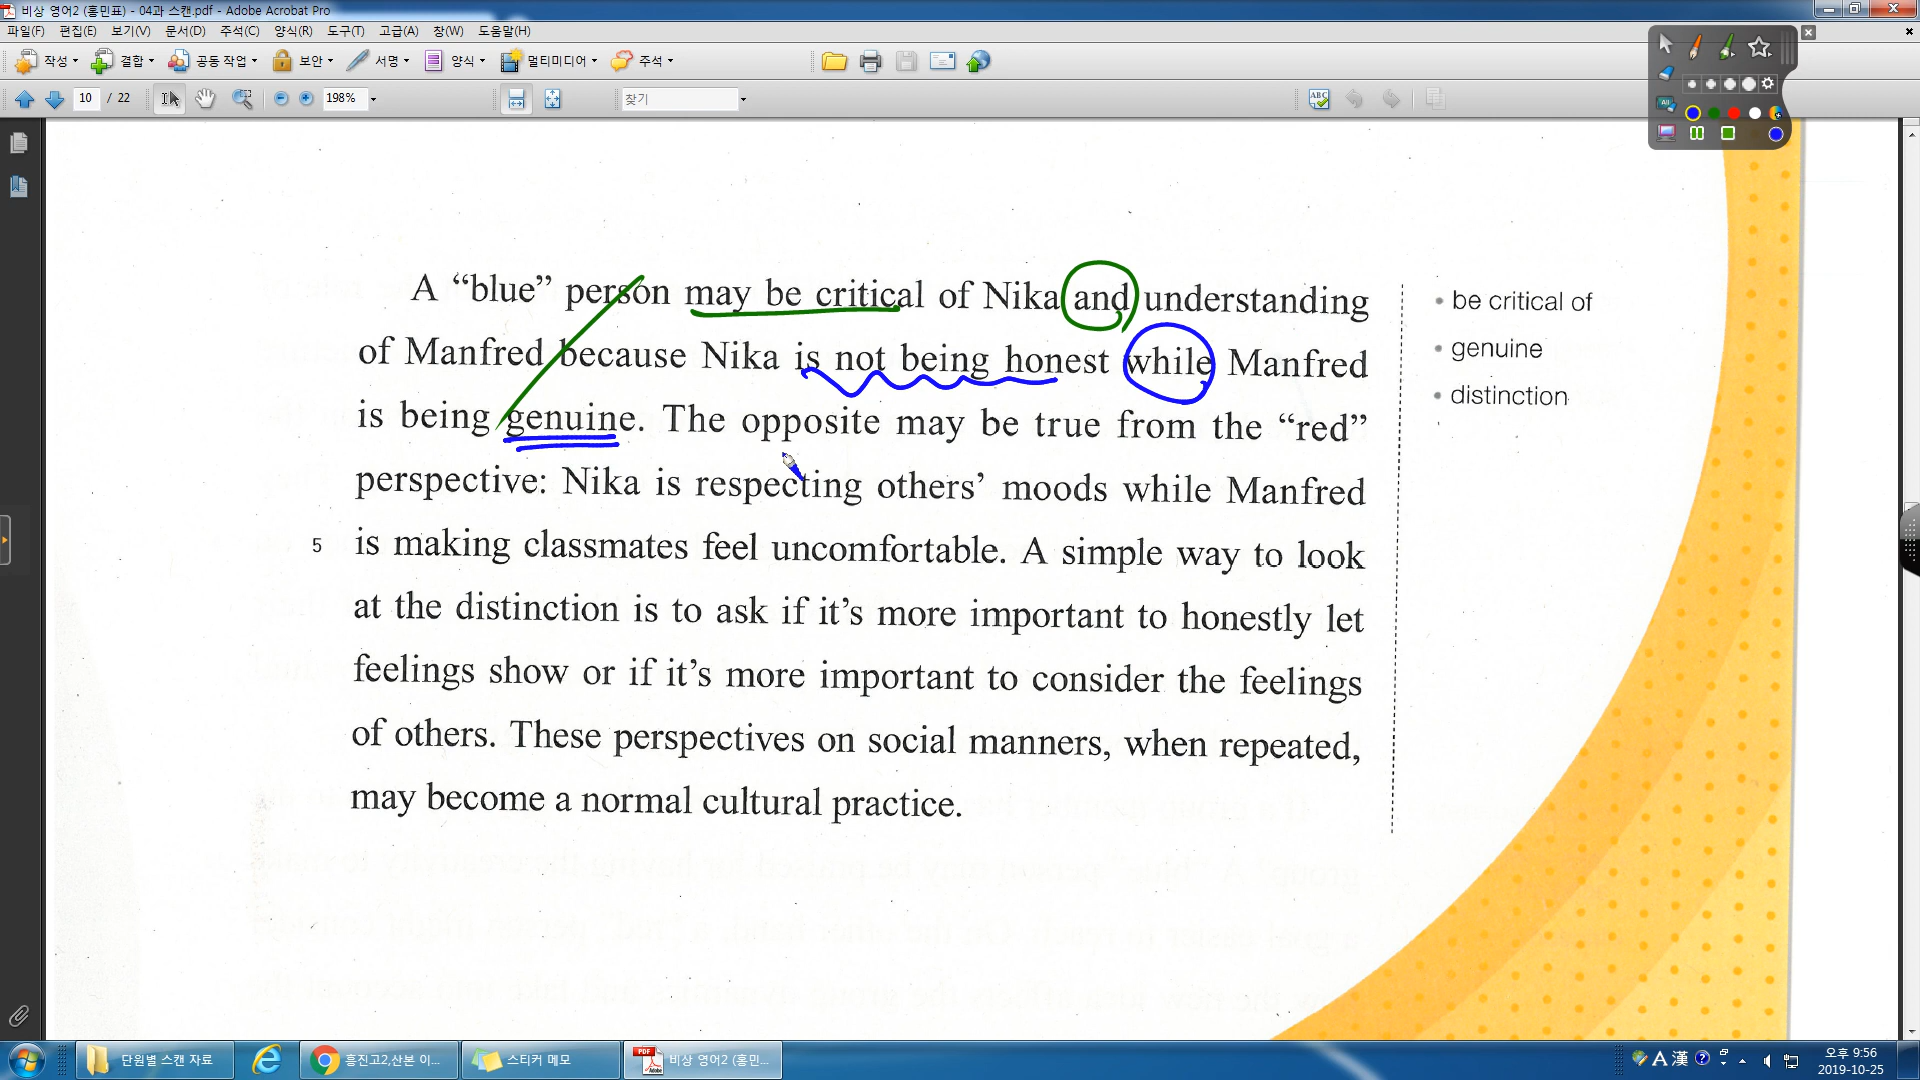 비상 영어2 (홍민표) - 04과 스캔.pdf - Adobe Acrobat Pro
파일(F) 편집(E) 보기(V) 문서(D) 주석(C) 양식(R) 도구(T) 고급(A) 창(W) 도움말(H)
작성 결합 공동 작업 보안 서명 양식 멀티미디어 주석
10 / 22 198% 찾기
A “blue” person may be critical of Nika and understanding
of Manfred because Nika is not being honest while Manfred
is being genuine. The opposite may be true from the “red”
perspective: Nika is respecting others’ moods while Manfred
5 is making classmates feel uncomfortable. A simple way to look
at the distinction is to ask if it’s more important to honestly let
feelings show or if it’s more important to consider the feelings
of others. These perspectives on social manners, when repeated,
may become a normal cultural practice.
• be critical of
• genuine
• distinction
단원별 스캔 자료 흥진고2,산본 이... 스티커 메모 비상 영어2 (홍민...
A 漢
오후 9:56
2019-10-25